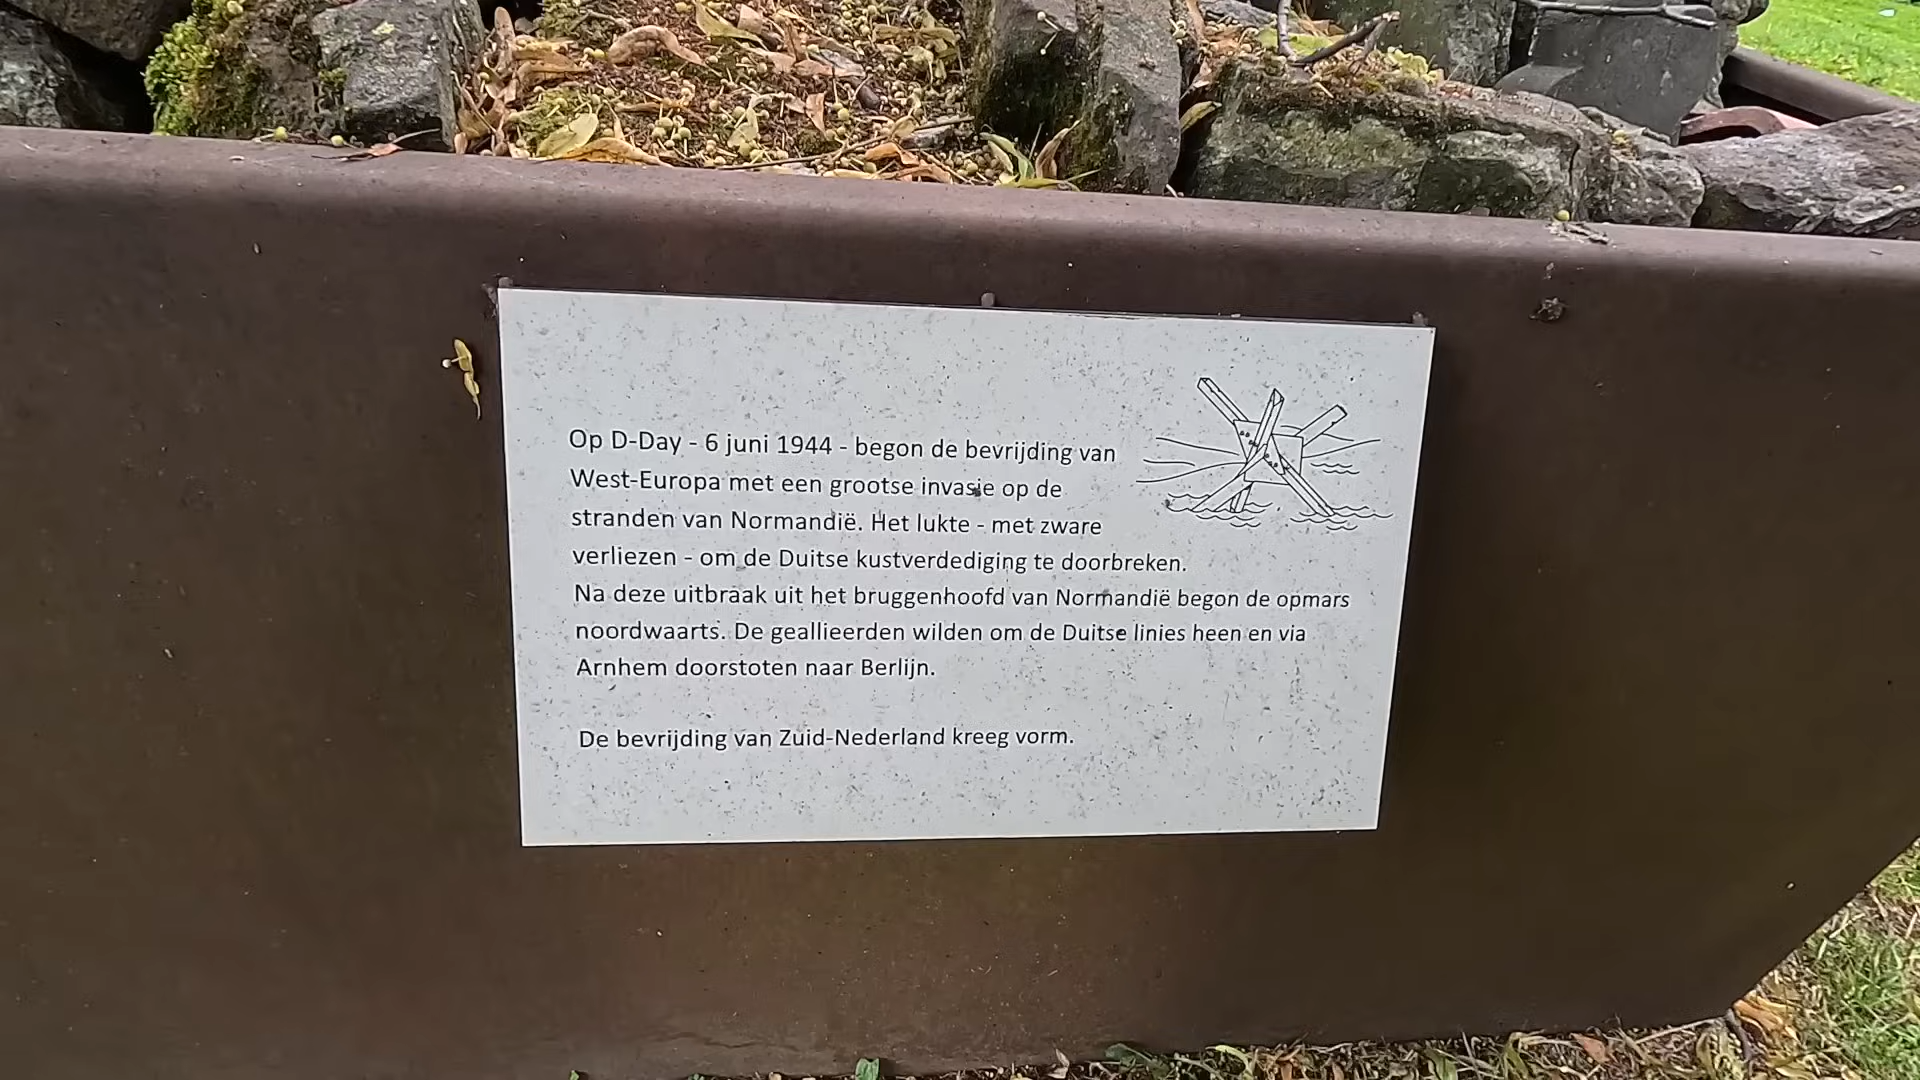 Op D-Day - 6 juni 1944 - begon de bevrijding van
West-Europa met een grootse invasie op de
stranden van Normandië. Het lukte - met zware
verliezen - om de Duitse kustverdediging te doorbreken.
Na deze uitbraak uit het bruggenhoofd van Normandië begon de opmars
noordwaarts. De geallieerden wilden om de Duitse linies heen en via
Arnhem doorstoten naar Berlijn.
De bevrijding van Zuid-Nederland kreeg vorm.